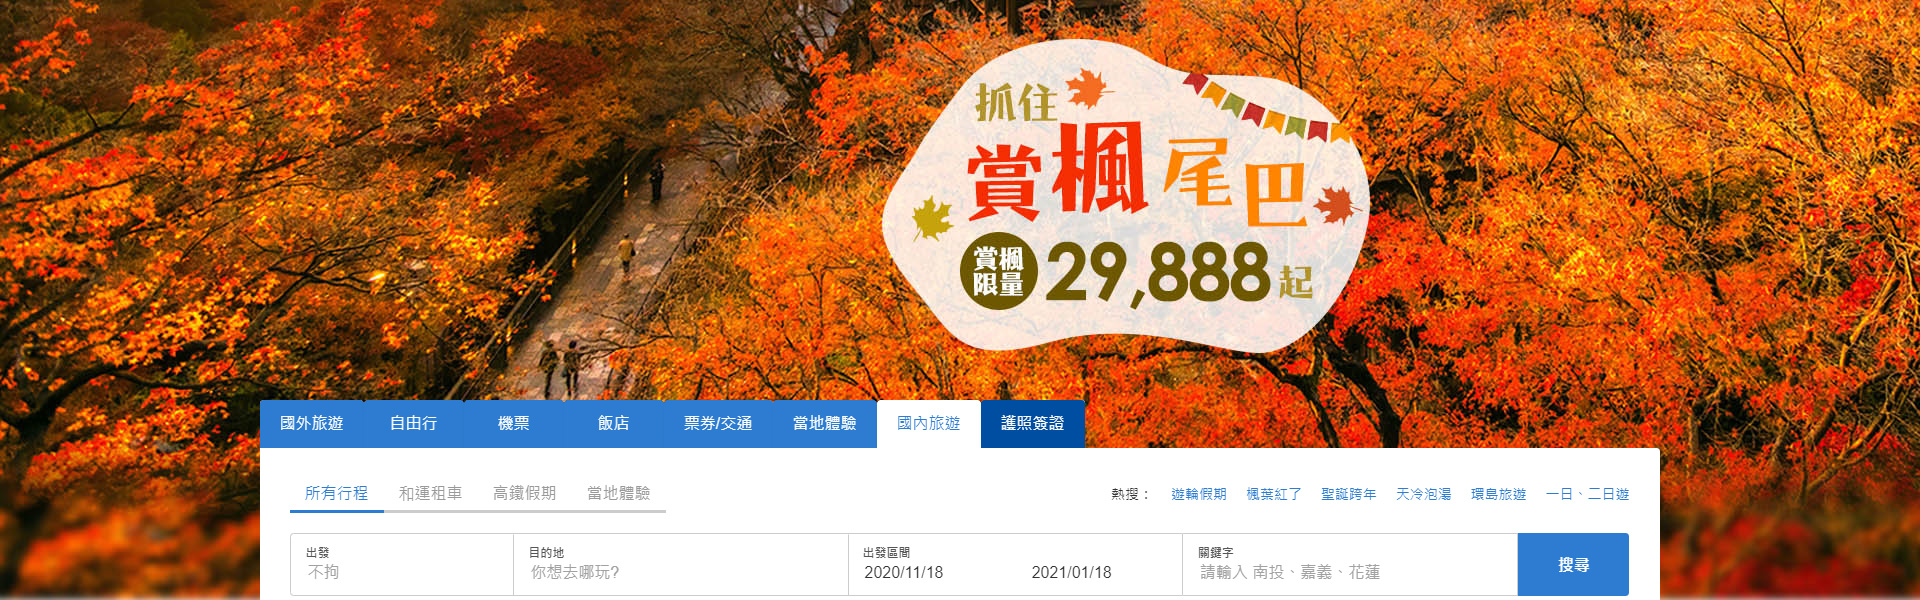 抓住
賞楓尾巴
賞楓限量
29,888起
國外旅遊 自由行 機票 飯店 票券/交通 當地體驗 國內旅遊 護照簽證
所有行程 和運租車 高鐵假期 當地體驗
熱搜： 遊輪假期 楓葉紅了 聖誕跨年 天冷泡湯 環島旅遊 一日、二日遊
出發 目的地 出發區間 關鍵字
不拘 你想去哪玩? 2020/11/18 2021/01/18 請輸入 南投、嘉義、花蓮
搜尋